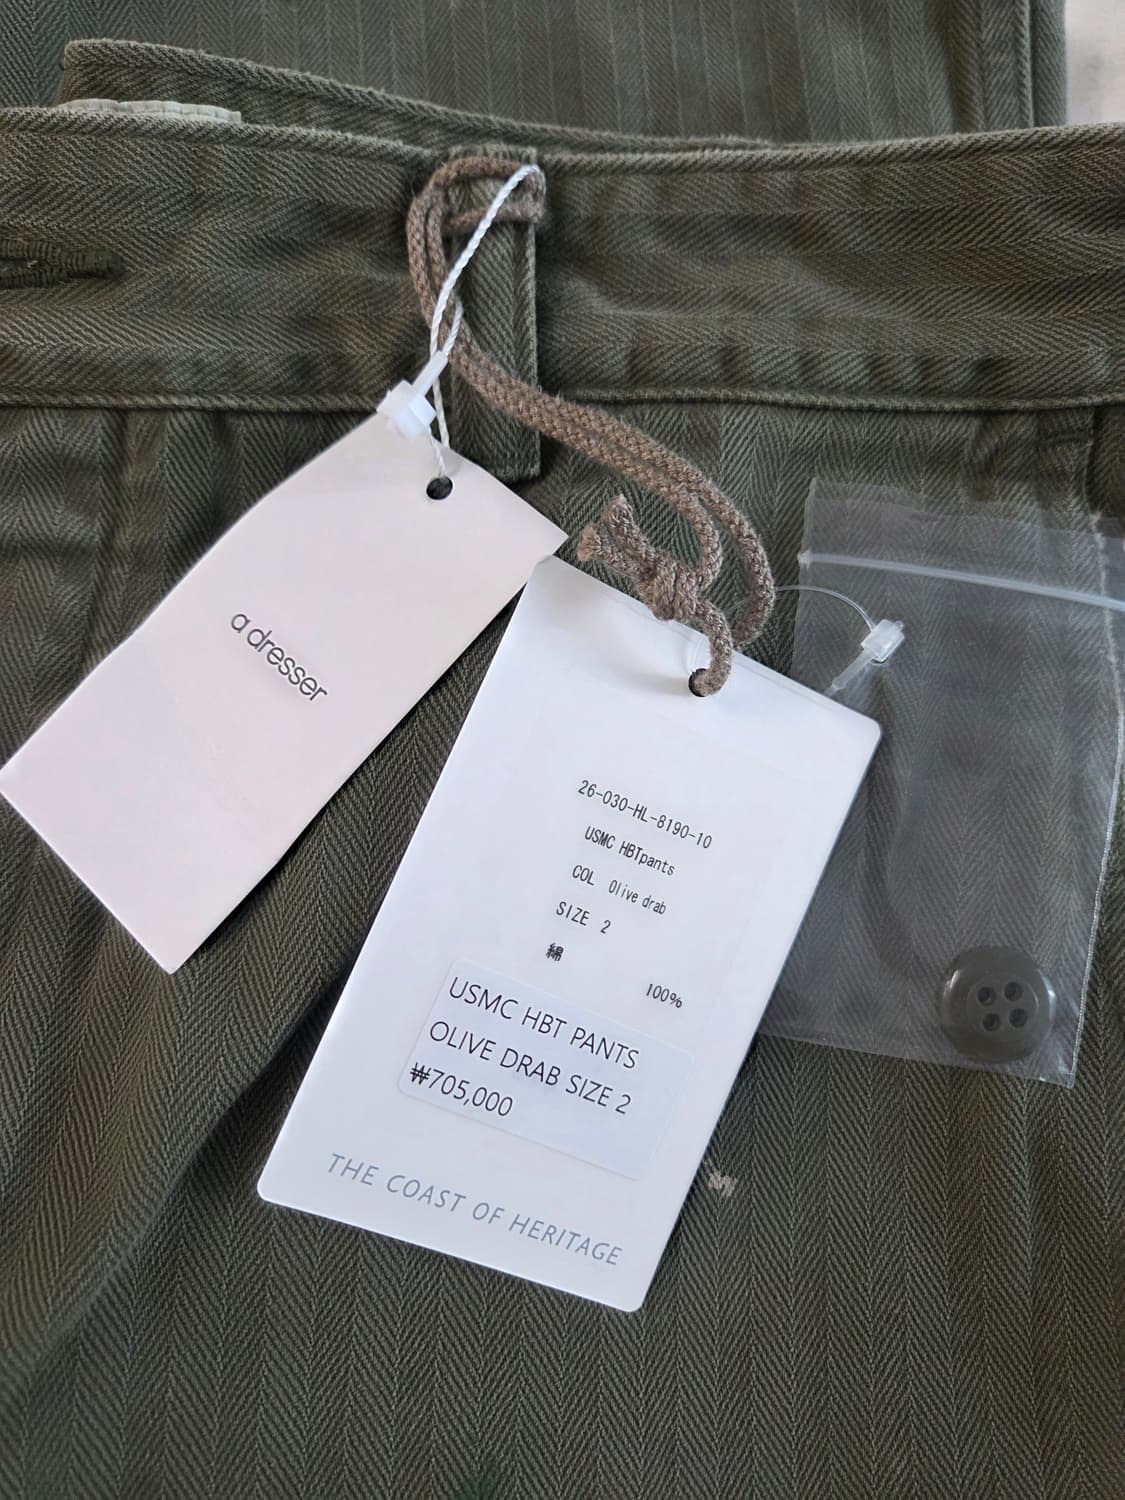 a dresser
26-030-HL-8190-10
USMC HBTpants
COL Olive drab
SIZE 2
綿
100%
USMC HBT PANTS
OLIVE DRAB SIZE 2
₩705,000
THE COAST OF HERITAGE